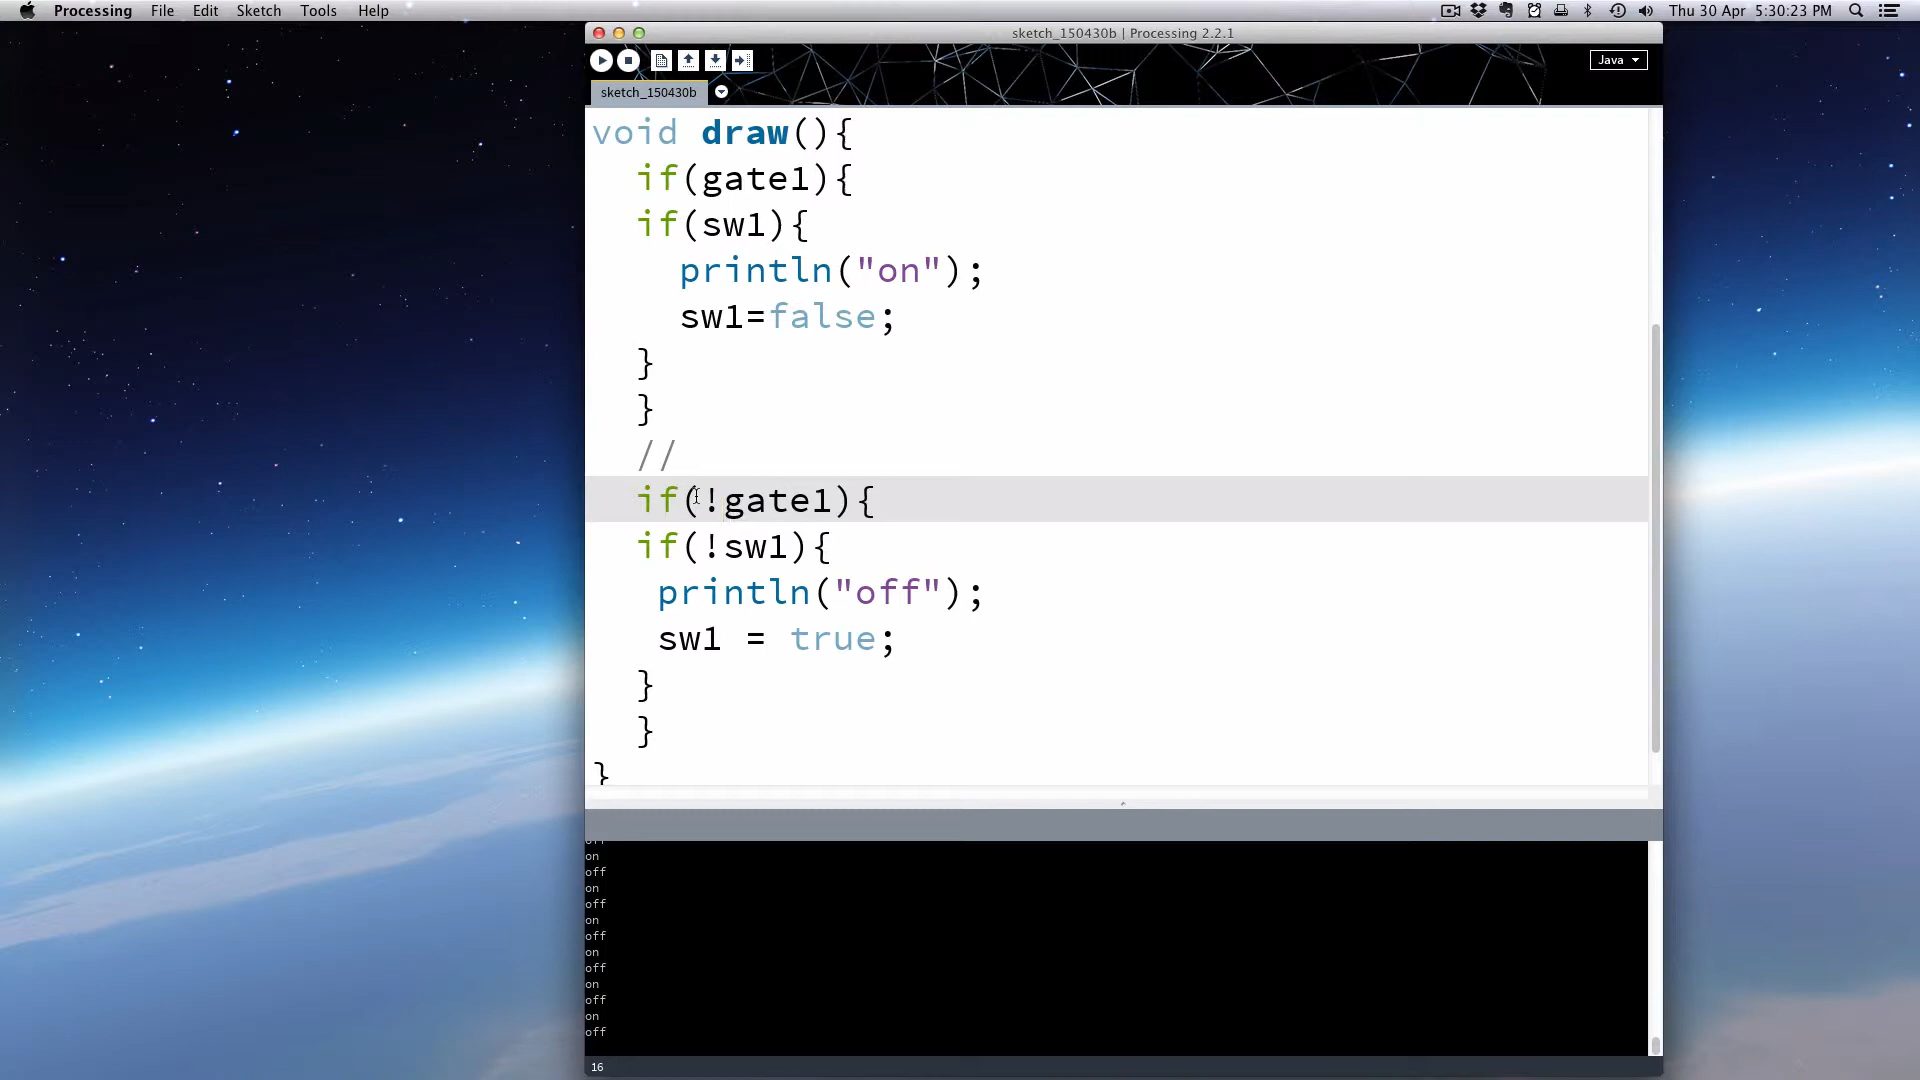 Processing File Edit Sketch Tools Help
Thu 30 Apr 5:30:23 PM
sketch_150430b | Processing 2.2.1
Java
sketch_150430b
void draw(){
if(gate1){
if(sw1){
println("on");
sw1=false;
}
}
//
if(!gate1){
if(!sw1){
println("off");
sw1 = true;
}
}
}
off
on
off
on
off
on
off
on
off
on
off
on
off
16